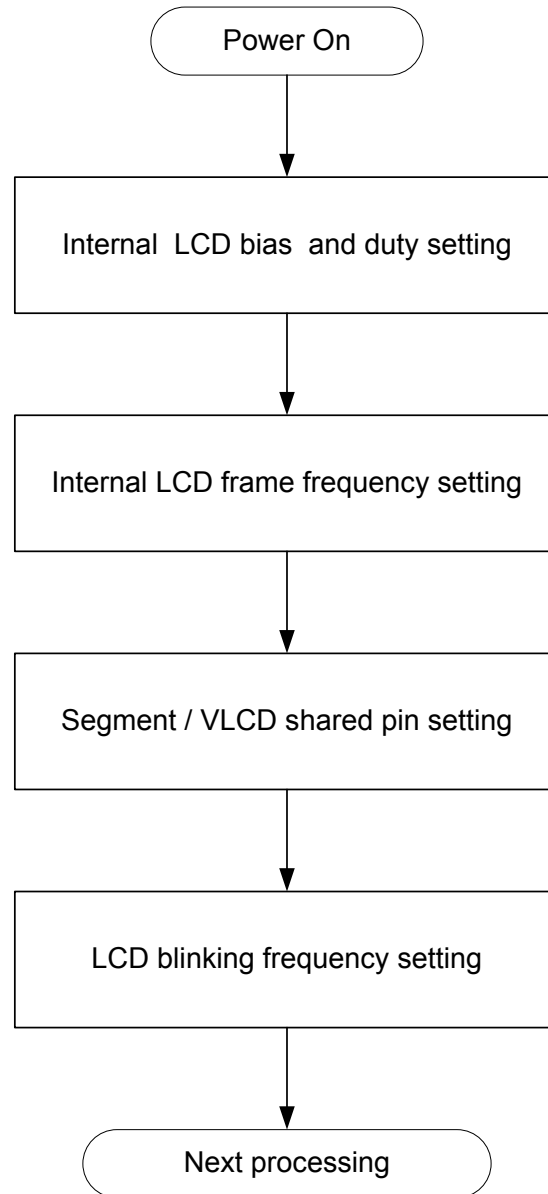 Power On
Internal LCD bias and duty setting
Internal LCD frame frequency setting
Segment / VLCD shared pin setting
LCD blinking frequency setting
Next processing